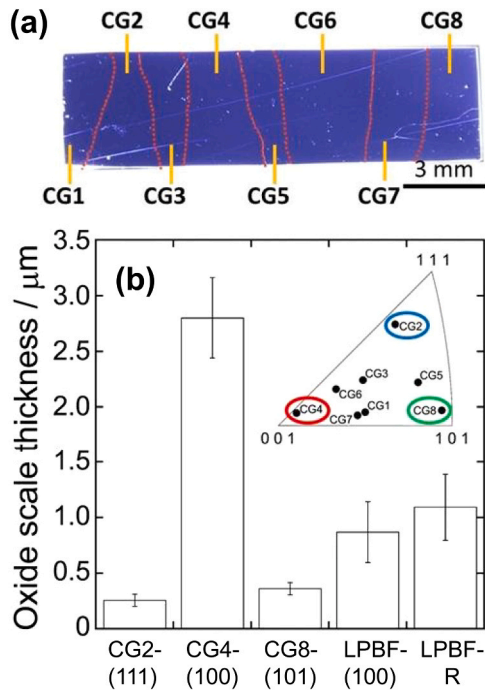 (a)
CG2 CG4 CG6 CG8
CG1 CG3 CG5 CG7
3 mm
(b)
Oxide scale thickness / μm
3.5
3.0
2.5
2.0
1.5
1.0
0.5
0
1 1 1
CG2
CG3
CG5
CG6
CG4
CG7
CG1
CG8
0 0 1
1 0 1
CG2-
(111)
CG4-
(100)
CG8-
(101)
LPBF-
(100)
LPBF-
R